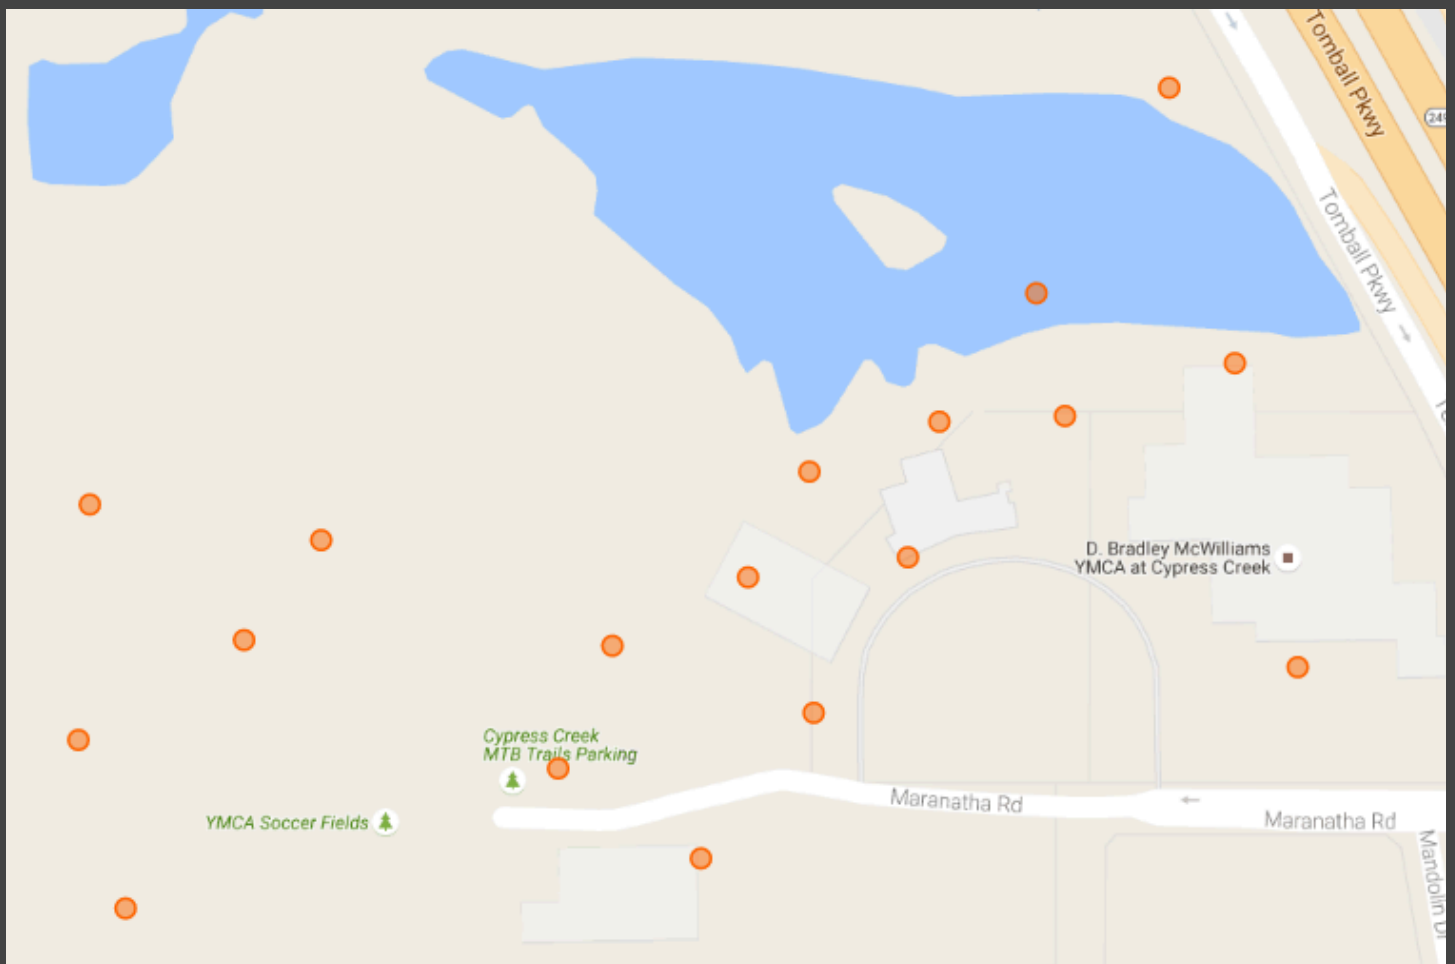 Tomball Pkwy
Tomball Pkwy
D. Bradley McWilliams
YMCA at Cypress Creek
Cypress Creek
MTB Trails Parking
YMCA Soccer Fields
Maranatha Rd
Maranatha Rd
Mandolin Dr